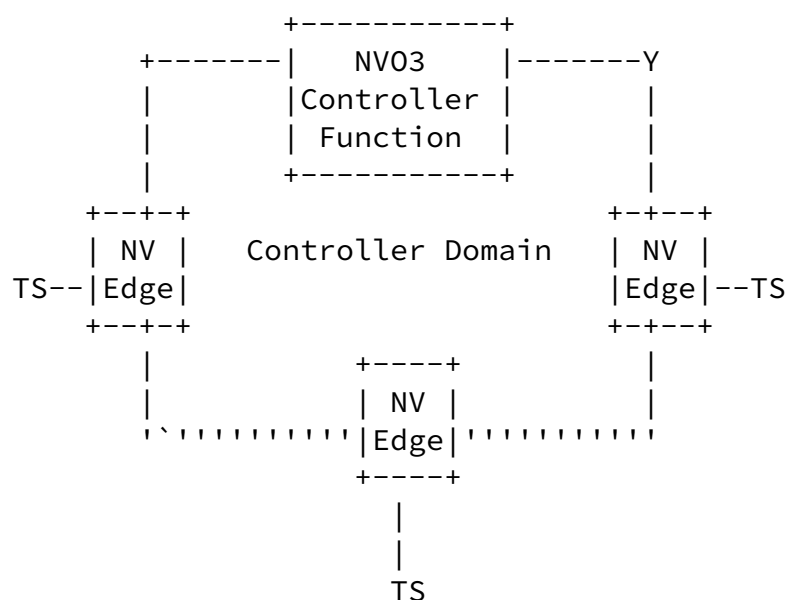 +-----------+
+-------|   NVO3    |-------Y
|       |Controller |       |
|       | Function  |       |
|       +-----------+       |
+--+-+                       +-+--+
| NV |   Controller Domain   | NV |
TS--|Edge|                       |Edge|--TS
+--+-+                       +-+--+
|           +----+          |
|           | NV |          |
'`''''''''''|Edge|'''''''''''
+----+
|
|
TS